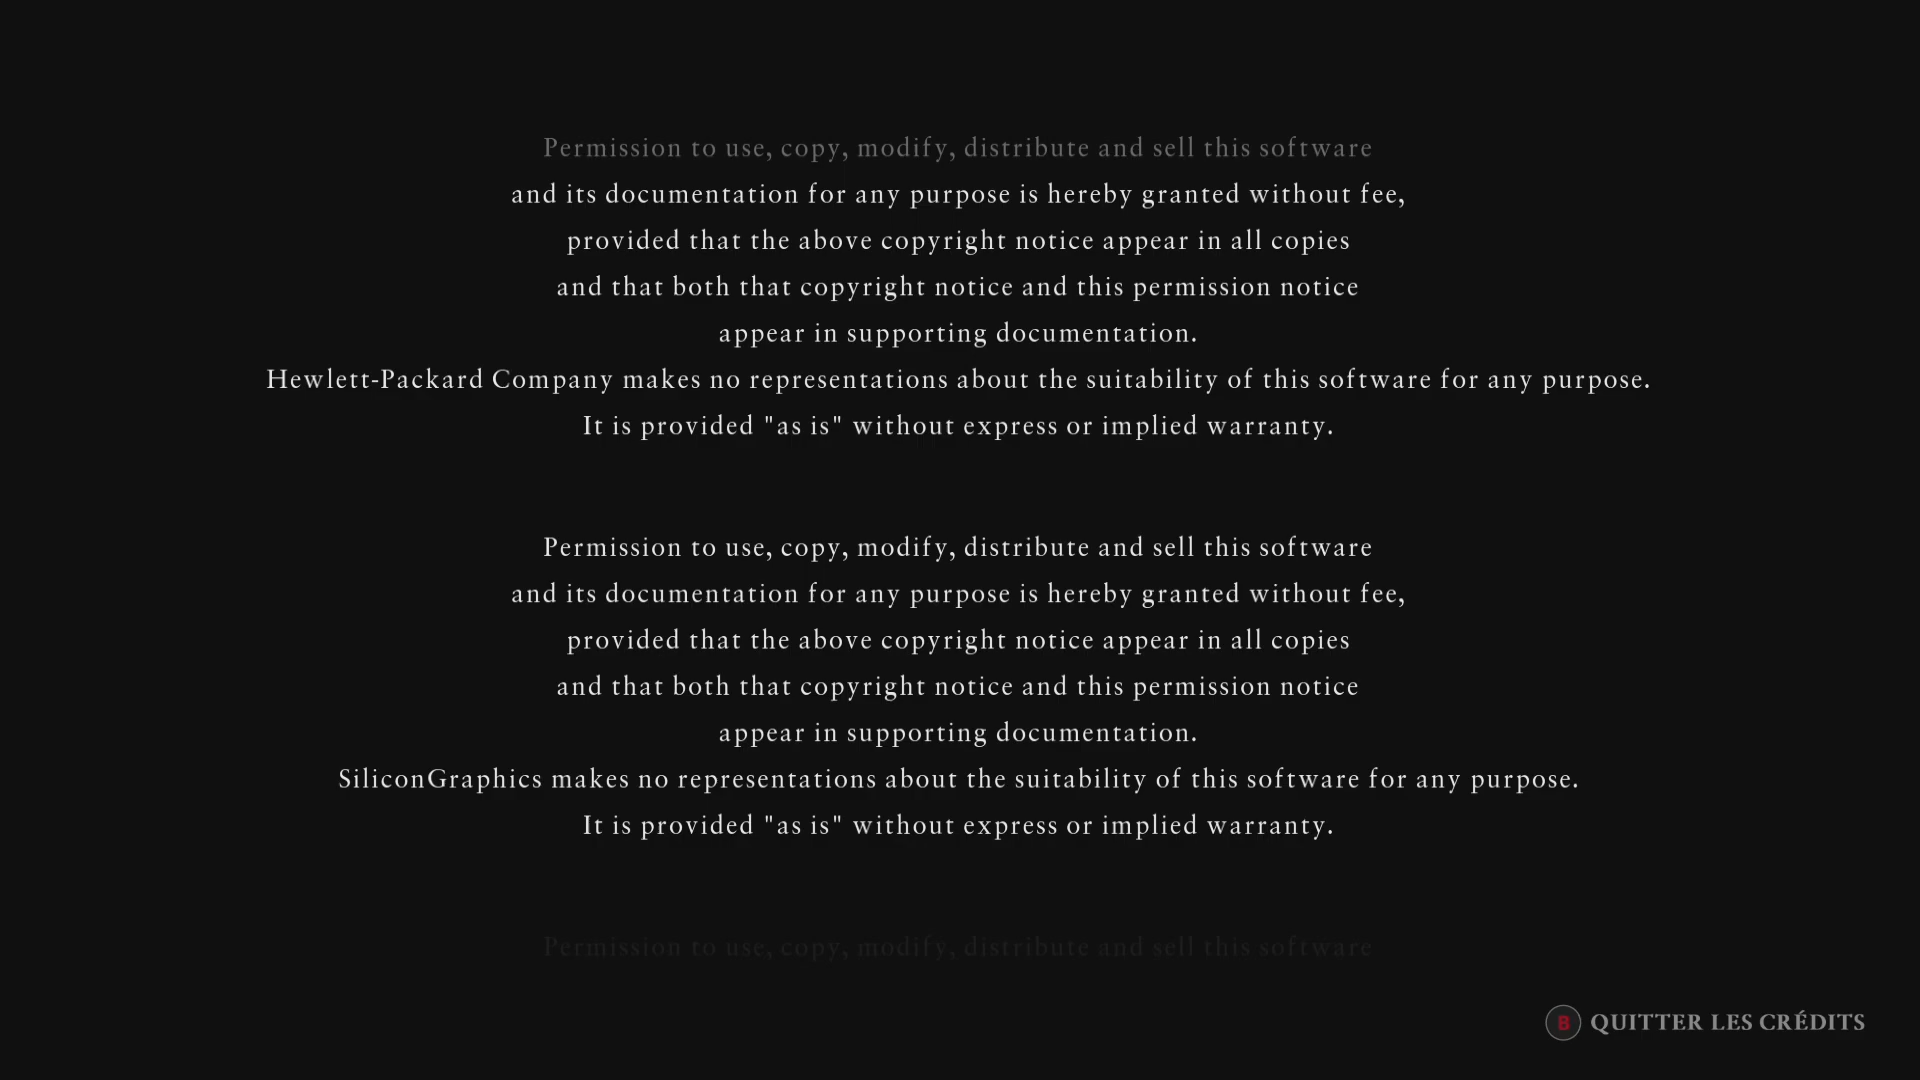 Permission to use, copy, modify, distribute and sell this software
and its documentation for any purpose is hereby granted without fee,
provided that the above copyright notice appear in all copies
and that both that copyright notice and this permission notice
appear in supporting documentation.
Hewlett-Packard Company makes no representations about the suitability of this software for any purpose.
It is provided "as is" without express or implied warranty.
Permission to use, copy, modify, distribute and sell this software
and its documentation for any purpose is hereby granted without fee,
provided that the above copyright notice appear in all copies
and that both that copyright notice and this permission notice
appear in supporting documentation.
SiliconGraphics makes no representations about the suitability of this software for any purpose.
It is provided "as is" without express or implied warranty.
Permission to use, copy, modify, distribute and sell this software
B QUITTER LES CRÉDITS